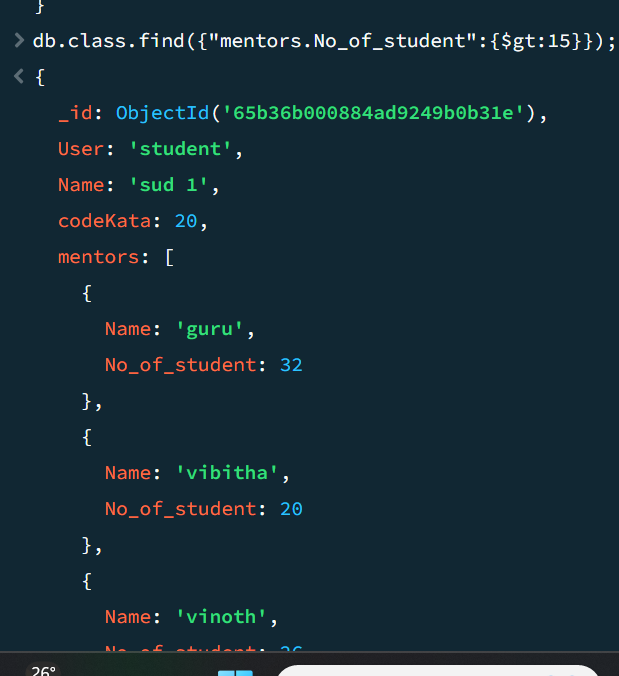 }
> db.class.find({"mentors.No_of_student":{$gt:15}});
< {
_id: ObjectId('65b36b000884ad9249b0b31e'),
User: 'student',
Name: 'sud 1',
codeKata: 20,
mentors: [
{
Name: 'guru',
No_of_student: 32
},
{
Name: 'vibitha',
No_of_student: 20
},
{
Name: 'vinoth',
No_of_student:
26°